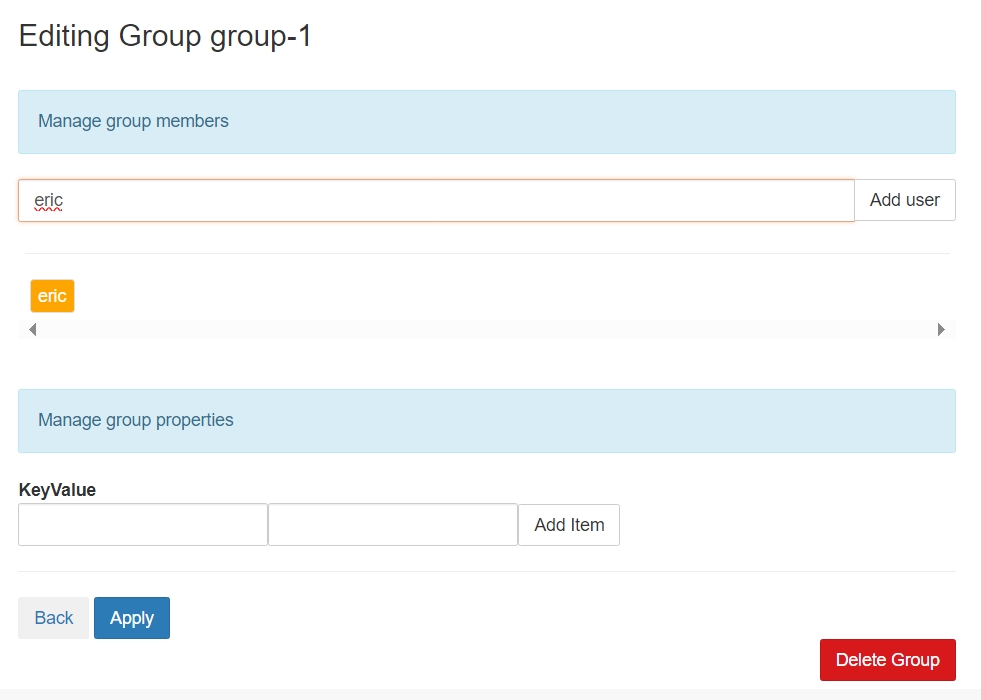 Editing Group group-1
Manage group members
eric
Add user
eric
Manage group properties
KeyValue
Add Item
Back
Apply
Delete Group